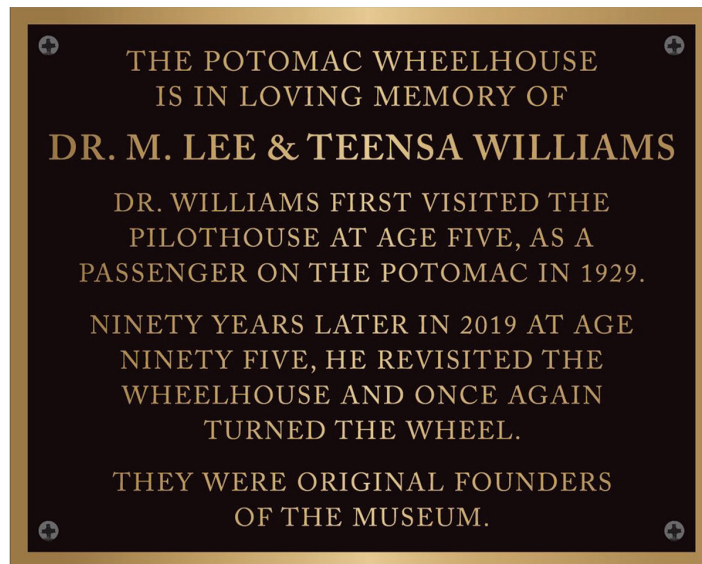 THE POTOMAC WHEELHOUSE
IS IN LOVING MEMORY OF
DR. M. LEE & TEENSA WILLIAMS
DR. WILLIAMS FIRST VISITED THE
PILOTHOUSE AT AGE FIVE, AS A
PASSENGER ON THE POTOMAC IN 1929.
NINETY YEARS LATER IN 2019 AT AGE
NINETY FIVE, HE REVISITED THE
WHEELHOUSE AND ONCE AGAIN
TURNED THE WHEEL.
THEY WERE ORIGINAL FOUNDERS
OF THE MUSEUM.